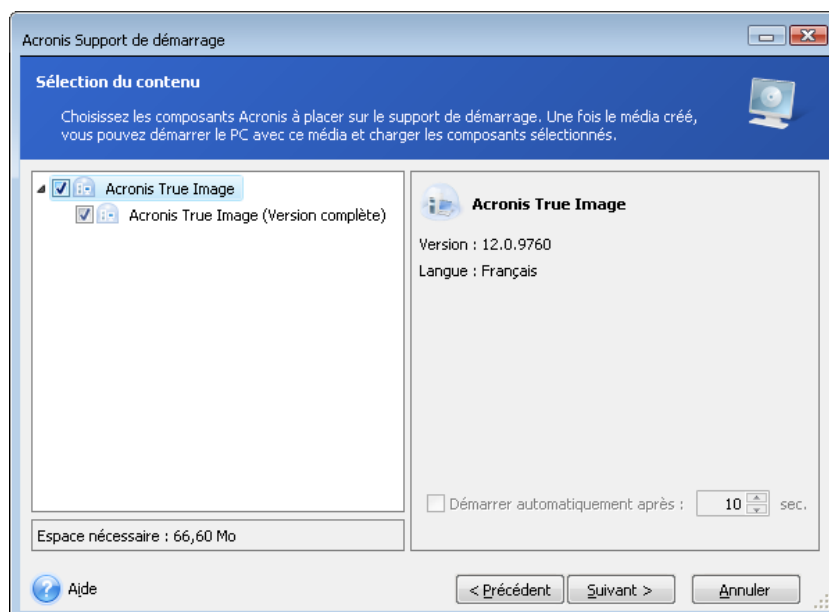 Acronis Support de démarrage
Sélection du contenu
Choisissez les composants Acronis à placer sur le support de démarrage. Une fois le média créé,
vous pouvez démarrer le PC avec ce média et charger les composants sélectionnés.
Acronis True Image
Acronis True Image (Version complète)
Espace nécessaire : 66,60 Mo
Acronis True Image
Version : 12.0.9760
Langue : Français
Démarrer automatiquement après : 10 sec.
Aide
< Précédent
Suivant >
Annuler